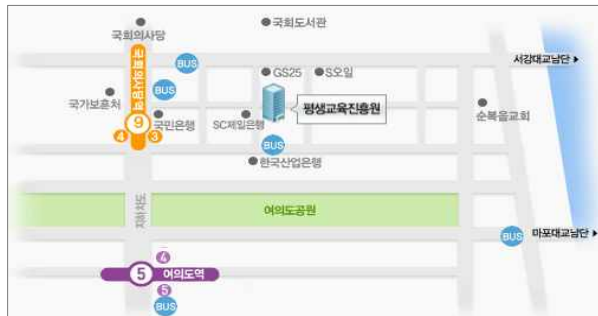 국회도서관
국회의사당
BUS
서강대교남단
국회의사당역
GS25
S오일
BUS
국가보훈처
평생교육진흥원
순복음교회
9
국민은행
SC제일은행
4
3
BUS
한국산업은행
여의도공원
BUS
마포대교남단
4
5
여의도역
5
BUS